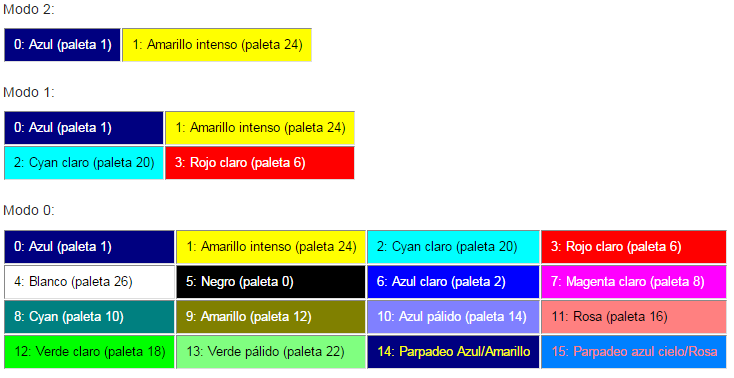 Modo 2:
0: Azul (paleta 1) 1: Amarillo intenso (paleta 24)
Modo 1:
0: Azul (paleta 1) 1: Amarillo intenso (paleta 24)
2: Cyan claro (paleta 20) 3: Rojo claro (paleta 6)
Modo 0:
0: Azul (paleta 1) 1: Amarillo intenso (paleta 24) 2: Cyan claro (paleta 20) 3: Rojo claro (paleta 6)
4: Blanco (paleta 26) 5: Negro (paleta 0) 6: Azul claro (paleta 2) 7: Magenta claro (paleta 8)
8: Cyan (paleta 10) 9: Amarillo (paleta 12) 10: Azul pálido (paleta 14) 11: Rosa (paleta 16)
12: Verde claro (paleta 18) 13: Verde pálido (paleta 22) 14: Parpadeo Azul/Amarillo 15: Parpadeo azul cielo/Rosa